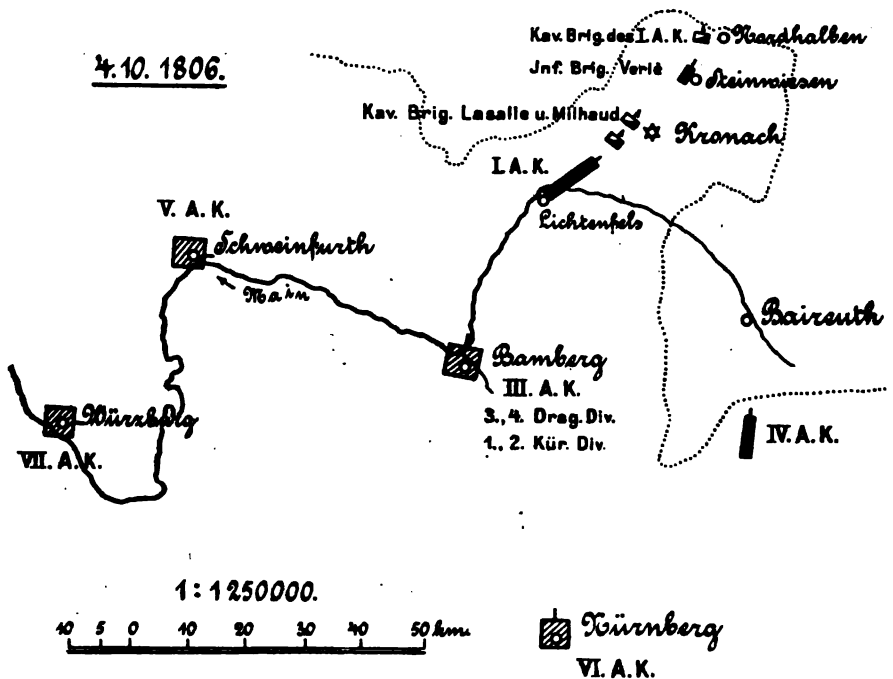 4.10. 1806.
Kav. Brig. des I. A. K.
Nordhalben
Jnf. Brig. Verlè
Steinwiesen
Kav. Brig. Lasalle u. Milhaud
Kronach
I. A. K.
Lichtenfels
V. A. K.
Schweinfurth
Main
Baireuth
Bamberg
III. A. K.
3., 4. Drag. Div.
1., 2. Kür. Div.
Würzburg
VII. A. K.
IV. A. K.
1 : 1250000.
10 5 0 10 20 30 40 50 km.
Nürnberg
VI. A. K.